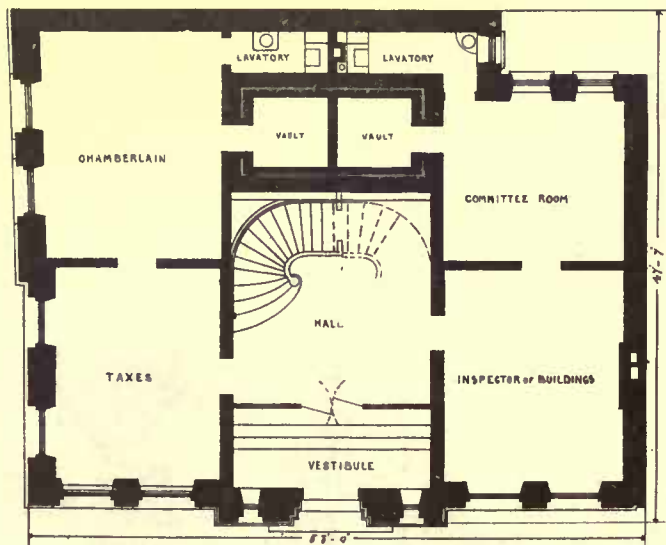 LAVATORY
LAVATORY
VAULT
VAULT
CHAMBERLAIN
COMMITTEE ROOM
HALL
TAXES
INSPECTOR OF BUILDINGS
VESTIBULE